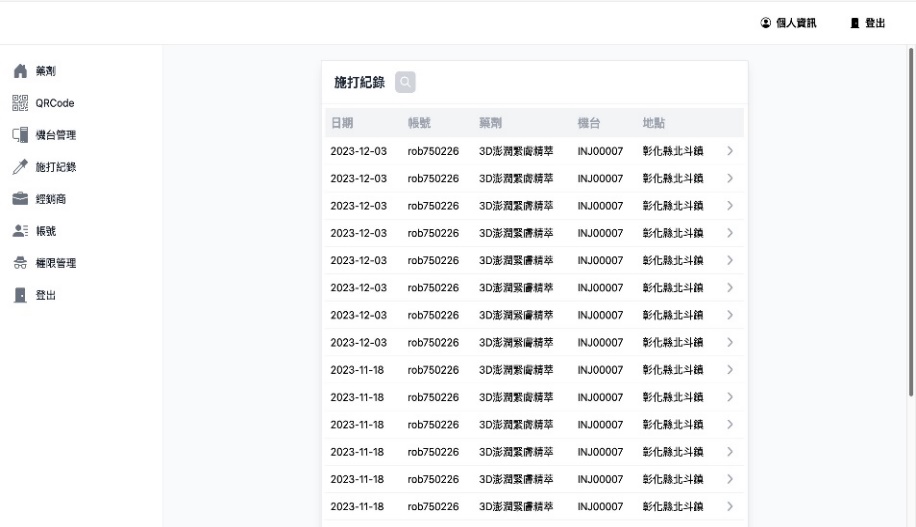 個人資訊 登出
藥劑
QRCode
機台管理
施打紀錄
經銷商
帳號
權限管理
登出
施打紀錄
日期 帳號 藥劑 機台 地點
2023-12-03 rob750226 3D澎潤緊膚精萃 INJ00007 彰化縣北斗鎮
2023-12-03 rob750226 3D澎潤緊膚精萃 INJ00007 彰化縣北斗鎮
2023-12-03 rob750226 3D澎潤緊膚精萃 INJ00007 彰化縣北斗鎮
2023-12-03 rob750226 3D澎潤緊膚精萃 INJ00007 彰化縣北斗鎮
2023-12-03 rob750226 3D澎潤緊膚精萃 INJ00007 彰化縣北斗鎮
2023-12-03 rob750226 3D澎潤緊膚精萃 INJ00007 彰化縣北斗鎮
2023-12-03 rob750226 3D澎潤緊膚精萃 INJ00007 彰化縣北斗鎮
2023-12-03 rob750226 3D澎潤緊膚精萃 INJ00007 彰化縣北斗鎮
2023-11-18 rob750226 3D澎潤緊膚精萃 INJ00007 彰化縣北斗鎮
2023-11-18 rob750226 3D澎潤緊膚精萃 INJ00007 彰化縣北斗鎮
2023-11-18 rob750226 3D澎潤緊膚精萃 INJ00007 彰化縣北斗鎮
2023-11-18 rob750226 3D澎潤緊膚精萃 INJ00007 彰化縣北斗鎮
2023-11-18 rob750226 3D澎潤緊膚精萃 INJ00007 彰化縣北斗鎮
2023-11-18 rob750226 3D澎潤緊膚精萃 INJ00007 彰化縣北斗鎮